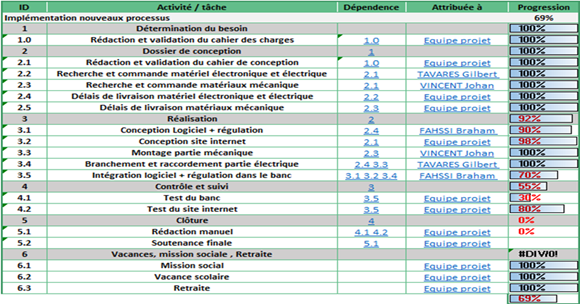 ID Activité / tâche Dépendence Attribuée à Progression
Implémentation nouveaux processus 69%
1 Détermination du besoin 100%
1.0 Rédaction et validation du cahier des charges 1.0 Equipe projet 100%
2 Dossier de conception 1 100%
2.1 Rédaction et validation du cahier de conception 1.0 Equipe projet 100%
2.2 Recherche et commande matériel électronique et électrique 2.1 TAVARES Gilbert 100%
2.3 Recherche et commande matériaux mécanique 2.1 VINCENT Johan 100%
2.4 Délais de livraison matériel électronique et électrique 2.2 Equipe projet 100%
2.5 Délais de livraison matériaux mécanique 2.3 Equipe projet 100%
3 Réalisation 2 92%
3.1 Conception Logiciel + régulation 2.4 FAHSSI Braham 90%
3.2 Conception site internet 2.1 Equipe projet 98%
3.3 Montage partie mécanique 2.3 VINCENT Johan 100%
3.4 Branchement et raccordement partie électrique 2.4 3.3 TAVARES Gilbert 100%
3.5 Intégration logiciel + régulation dans le banc 3.1 3.2 3.4 FAHSSI Braham 70%
4 Contrôle et suivi 3 55%
4.1 Test du banc 3.5 Equipe projet 30%
4.2 Test du site internet 3.5 Equipe projet 80%
5 Clôture 4 0%
5.1 Rédaction manuel 4.1 4.2 Equipe projet 0%
5.2 Soutenance finale 5.1 Equipe projet
6 Vacances, mission sociale , Retraite #DIV/0!
6.1 Mission social Equipe projet 100%
6.2 Vacance scolaire Equipe projet 100%
6.3 Retraite Equipe projet 100%
69%